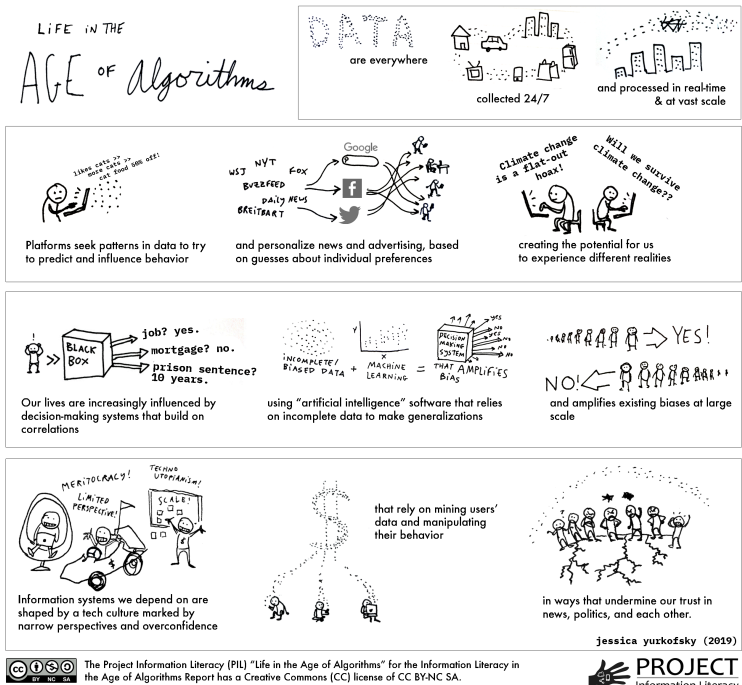 LiFE iN THE
AGE OF Algorithms
DATA
are everywhere
collected 24/7
and processed in real-time
& at vast scale
likes cats >>
more cats >>
cat food 50% off!
Platforms seek patterns in data to try
to predict and influence behavior
Google
WSJ
NYT
FOX
BUZZFEED
DAILY NEWS
BREITBART
and personalize news and advertising, based
on guesses about individual preferences
Climate change
is a flat-out
hoax!
Will we survive
climate change??
creating the potential for us
to experience different realities
!
>>
BLACK
BOX
job? yes.
mortgage? no.
prison sentence?
10 years.
Our lives are increasingly influenced by
decision-making systems that build on
correlations
iNCOMPLETE/
BiASED DATA
+
Y
X
MACHINE
LEARNING
=
DECISION
MAKING
SYSTEM
YES
NO
YES
NO
NO
NO
THAT AMPLiFiES
BiAS
using "artificial intelligence" software that relies
on incomplete data to make generalizations
YES!
NO!
and amplifies existing biases at large
scale
MERiTOCRACY!
LiMiTED
PERSPECTiVE!
TECHNO
UTOPIANISM!
SCALE!
Information systems we depend on are
shaped by a tech culture marked by
narrow perspectives and overconfidence
$
that rely on mining users'
data and manipulating
their behavior
in ways that undermine our trust in
news, politics, and each other.
jessica yurkofsky (2019)
cc
BY NC SA
The Project Information Literacy (PIL) "Life in the Age of Algorithms" for the Information Literacy in
the Age of Algorithms Report has a Creative Commons (CC) license of CC BY-NC SA.
PROJECT
Information Literacy